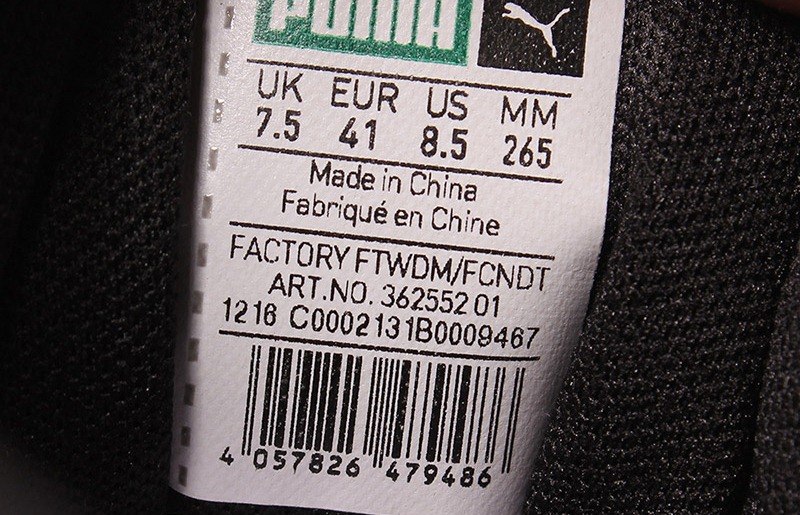 PUMA
UK EUR US MM
7.5 41 8.5 265
Made in China
Fabriqué en Chine
FACTORY FTWDM/FCNDT
ART.NO. 362552 01
1216 C0002131B0009467
4 057826 479486